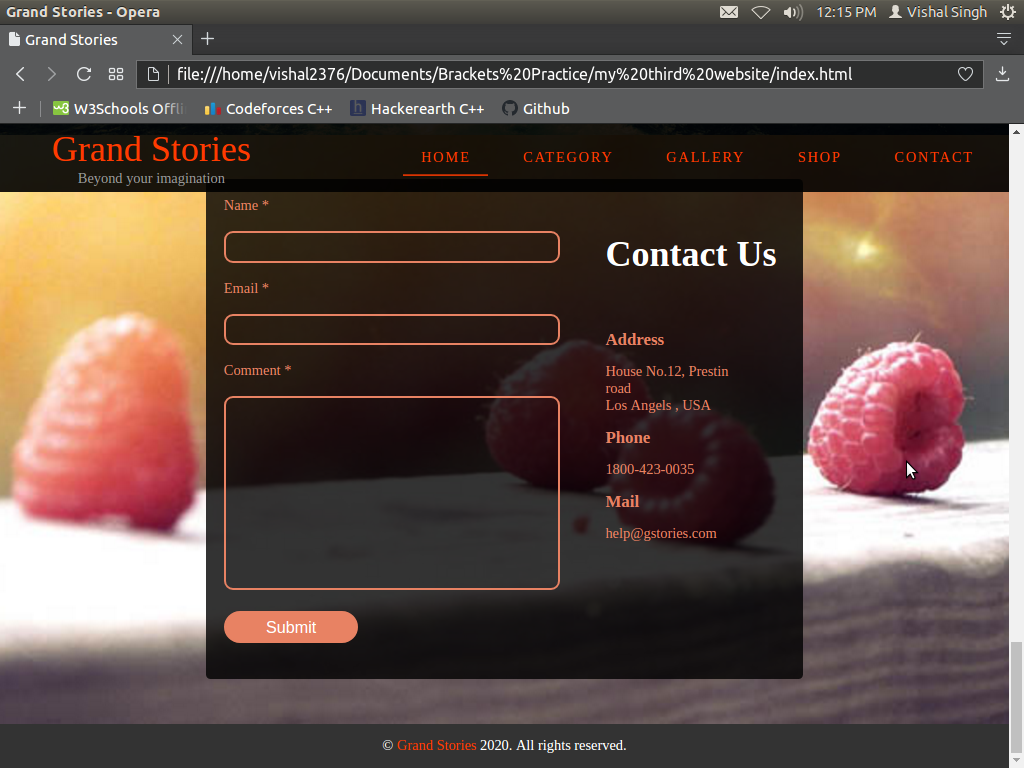 Grand Stories - Opera
12:15 PM Vishal Singh
Grand Stories
file:///home/vishal2376/Documents/Brackets%20Practice/my%20third%20website/index.html
W3Schools Offli
Codeforces C++
h Hackerearth C++
Github
Grand Stories
Beyond your imagination
HOME CATEGORY GALLERY SHOP CONTACT
Name *
Email *
Comment *
Submit
Contact Us
Address
House No.12, Prestin
road
Los Angels , USA
Phone
1800-423-0035
Mail
help@gstories.com
© Grand Stories 2020. All rights reserved.